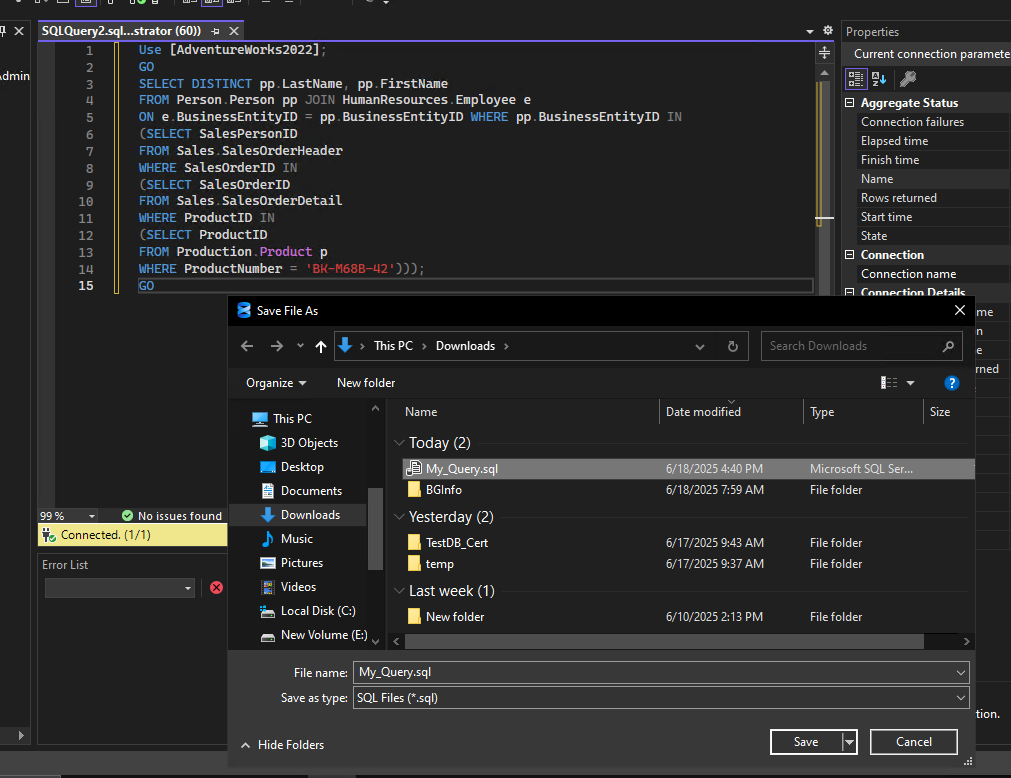 SQLQuery2.sql...strator (60))
Admin
1 Use [AdventureWorks2022];
2 GO
3 SELECT DISTINCT pp.LastName, pp.FirstName
4 FROM Person.Person pp JOIN HumanResources.Employee e
5 ON e.BusinessEntityID = pp.BusinessEntityID WHERE pp.BusinessEntityID IN
6 (SELECT SalesPersonID
7 FROM Sales.SalesOrderHeader
8 WHERE SalesOrderID IN
9 (SELECT SalesOrderID
10 FROM Sales.SalesOrderDetail
11 WHERE ProductID IN
12 (SELECT ProductID
13 FROM Production.Product p
14 WHERE ProductNumber = 'BK-M68B-42')));
15 GO
99 %
No issues found
Connected. (1/1)
Error List
Properties
Current connection paramete
Aggregate Status
Connection failures
Elapsed time
Finish time
Name
Rows returned
Start time
State
Connection
Connection name
Connection Details
me
n
e
rned
tion.
Save File As
This PC
Downloads
Search Downloads
Organize
New folder
This PC
3D Objects
Desktop
Documents
Downloads
Music
Pictures
Videos
Local Disk (C:)
New Volume (E:)
Name Date modified Type Size
Today (2)
My_Query.sql 6/18/2025 4:40 PM Microsoft SQL Ser...
BGInfo 6/18/2025 7:59 AM File folder
Yesterday (2)
TestDB_Cert 6/17/2025 9:43 AM File folder
temp 6/17/2025 9:37 AM File folder
Last week (1)
New folder 6/10/2025 2:13 PM File folder
File name: My_Query.sql
Save as type: SQL Files (*.sql)
Hide Folders
Save
Cancel